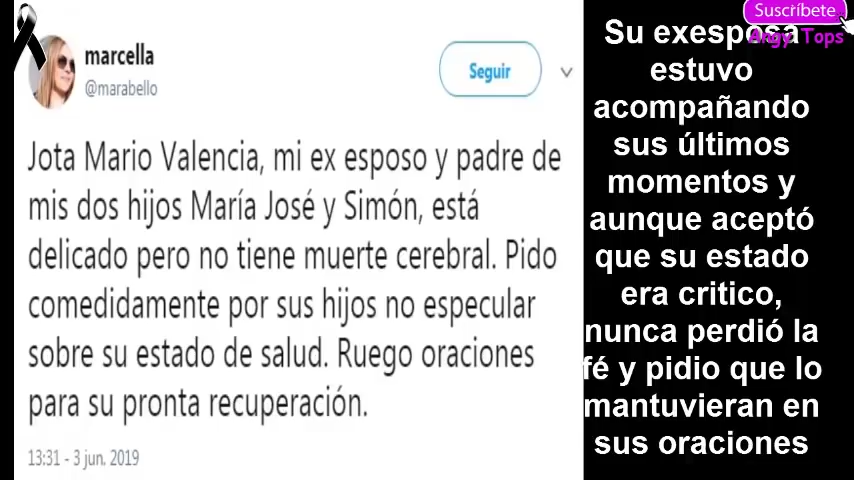 marcella
@marabello
Seguir
Jota Mario Valencia, mi ex esposo y padre de
mis dos hijos María José y Simón, está
delicado pero no tiene muerte cerebral. Pido
comedidamente por sus hijos no especular
sobre su estado de salud. Ruego oraciones
para su pronta recuperación.
13:31 - 3 jun. 2019
Suscríbete
Angy Tops
Su exesposa
estuvo
acompañando
sus últimos
momentos y
aunque aceptó
que su estado
era critico,
nunca perdió la
fé y pidio que lo
mantuvieran en
sus oraciones